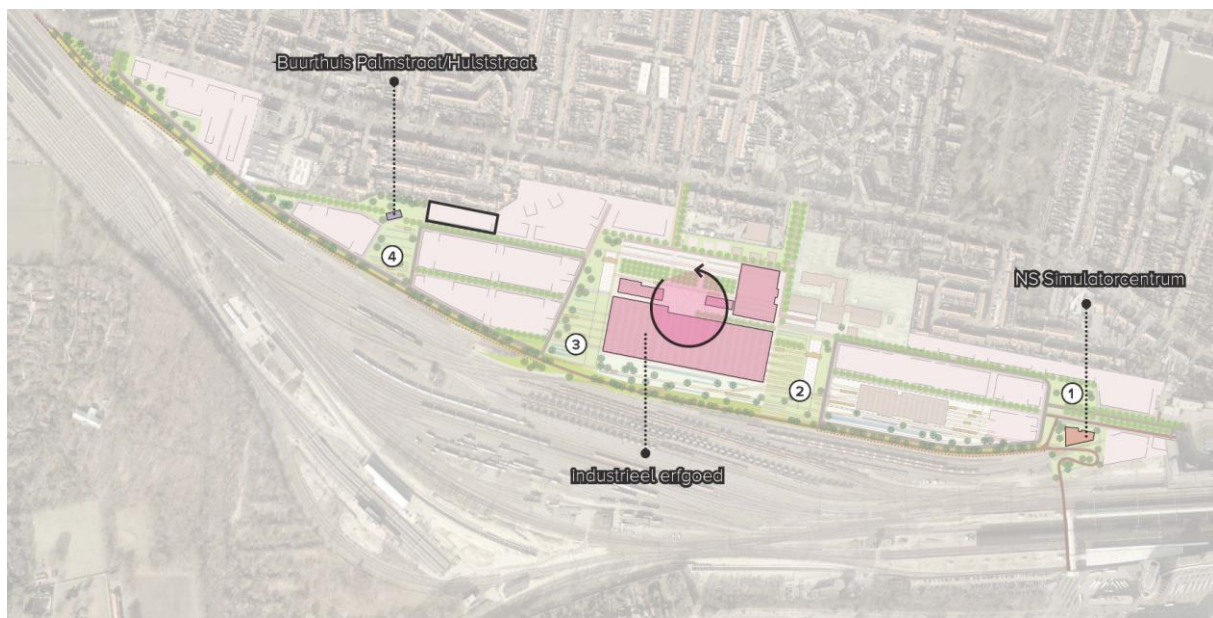 Buurthuis Palmstraat/Hulststraat
NS Simulatorcentrum
4
3
2
1
industrieel erfgoed